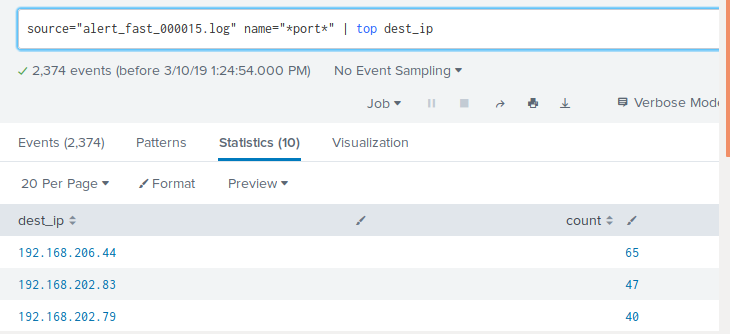 source="alert_fast_000015.log" name="*port*" | top dest_ip
2,374 events (before 3/10/19 1:24:54.000 PM) No Event Sampling
Job Verbose Mod
Events (2,374) Patterns Statistics (10) Visualization
20 Per Page Format Preview
dest_ip count
192.168.206.44 65
192.168.202.83 47
192.168.202.79 40